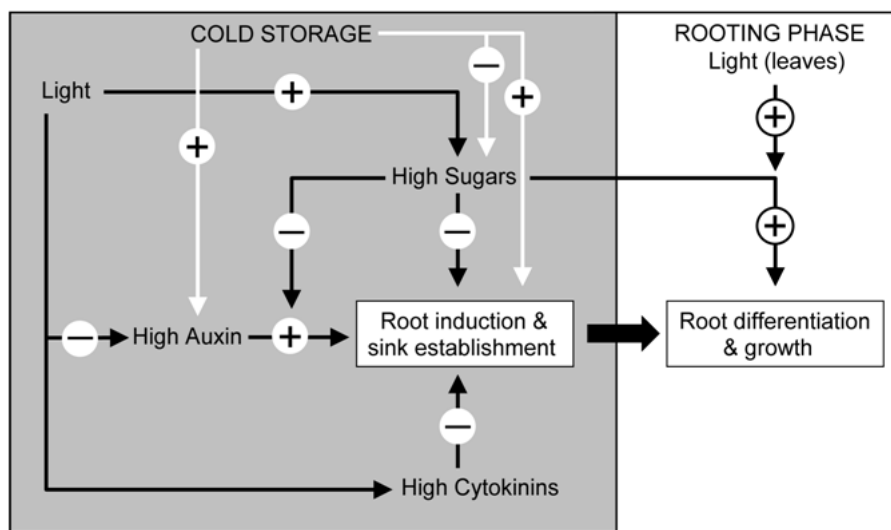 COLD STORAGE
ROOTING PHASE
Light (leaves)
Light
+
−
+
+
+
High Sugars
−
−
+
−
High Auxin
+
Root induction &
sink establishment
Root differentiation
& growth
−
High Cytokinins